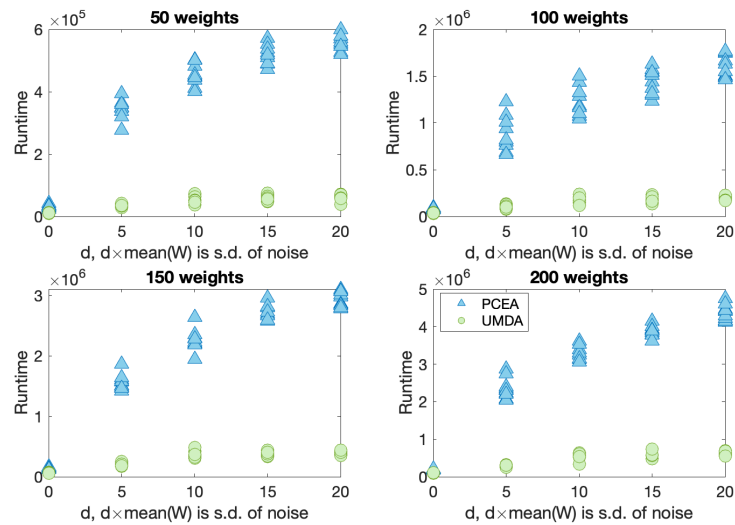 50 weights
×10^5
6
4
2
0
Runtime
0 5 10 15 20
d, d×mean(W) is s.d. of noise
100 weights
×10^6
2
1.5
1
0.5
0
Runtime
0 5 10 15 20
d, d×mean(W) is s.d. of noise
150 weights
×10^6
3
2
1
0
Runtime
0 5 10 15 20
d, d×mean(W) is s.d. of noise
200 weights
×10^6
5
4
3
2
1
0
Runtime
PCEA
UMDA
0 5 10 15 20
d, d×mean(W) is s.d. of noise